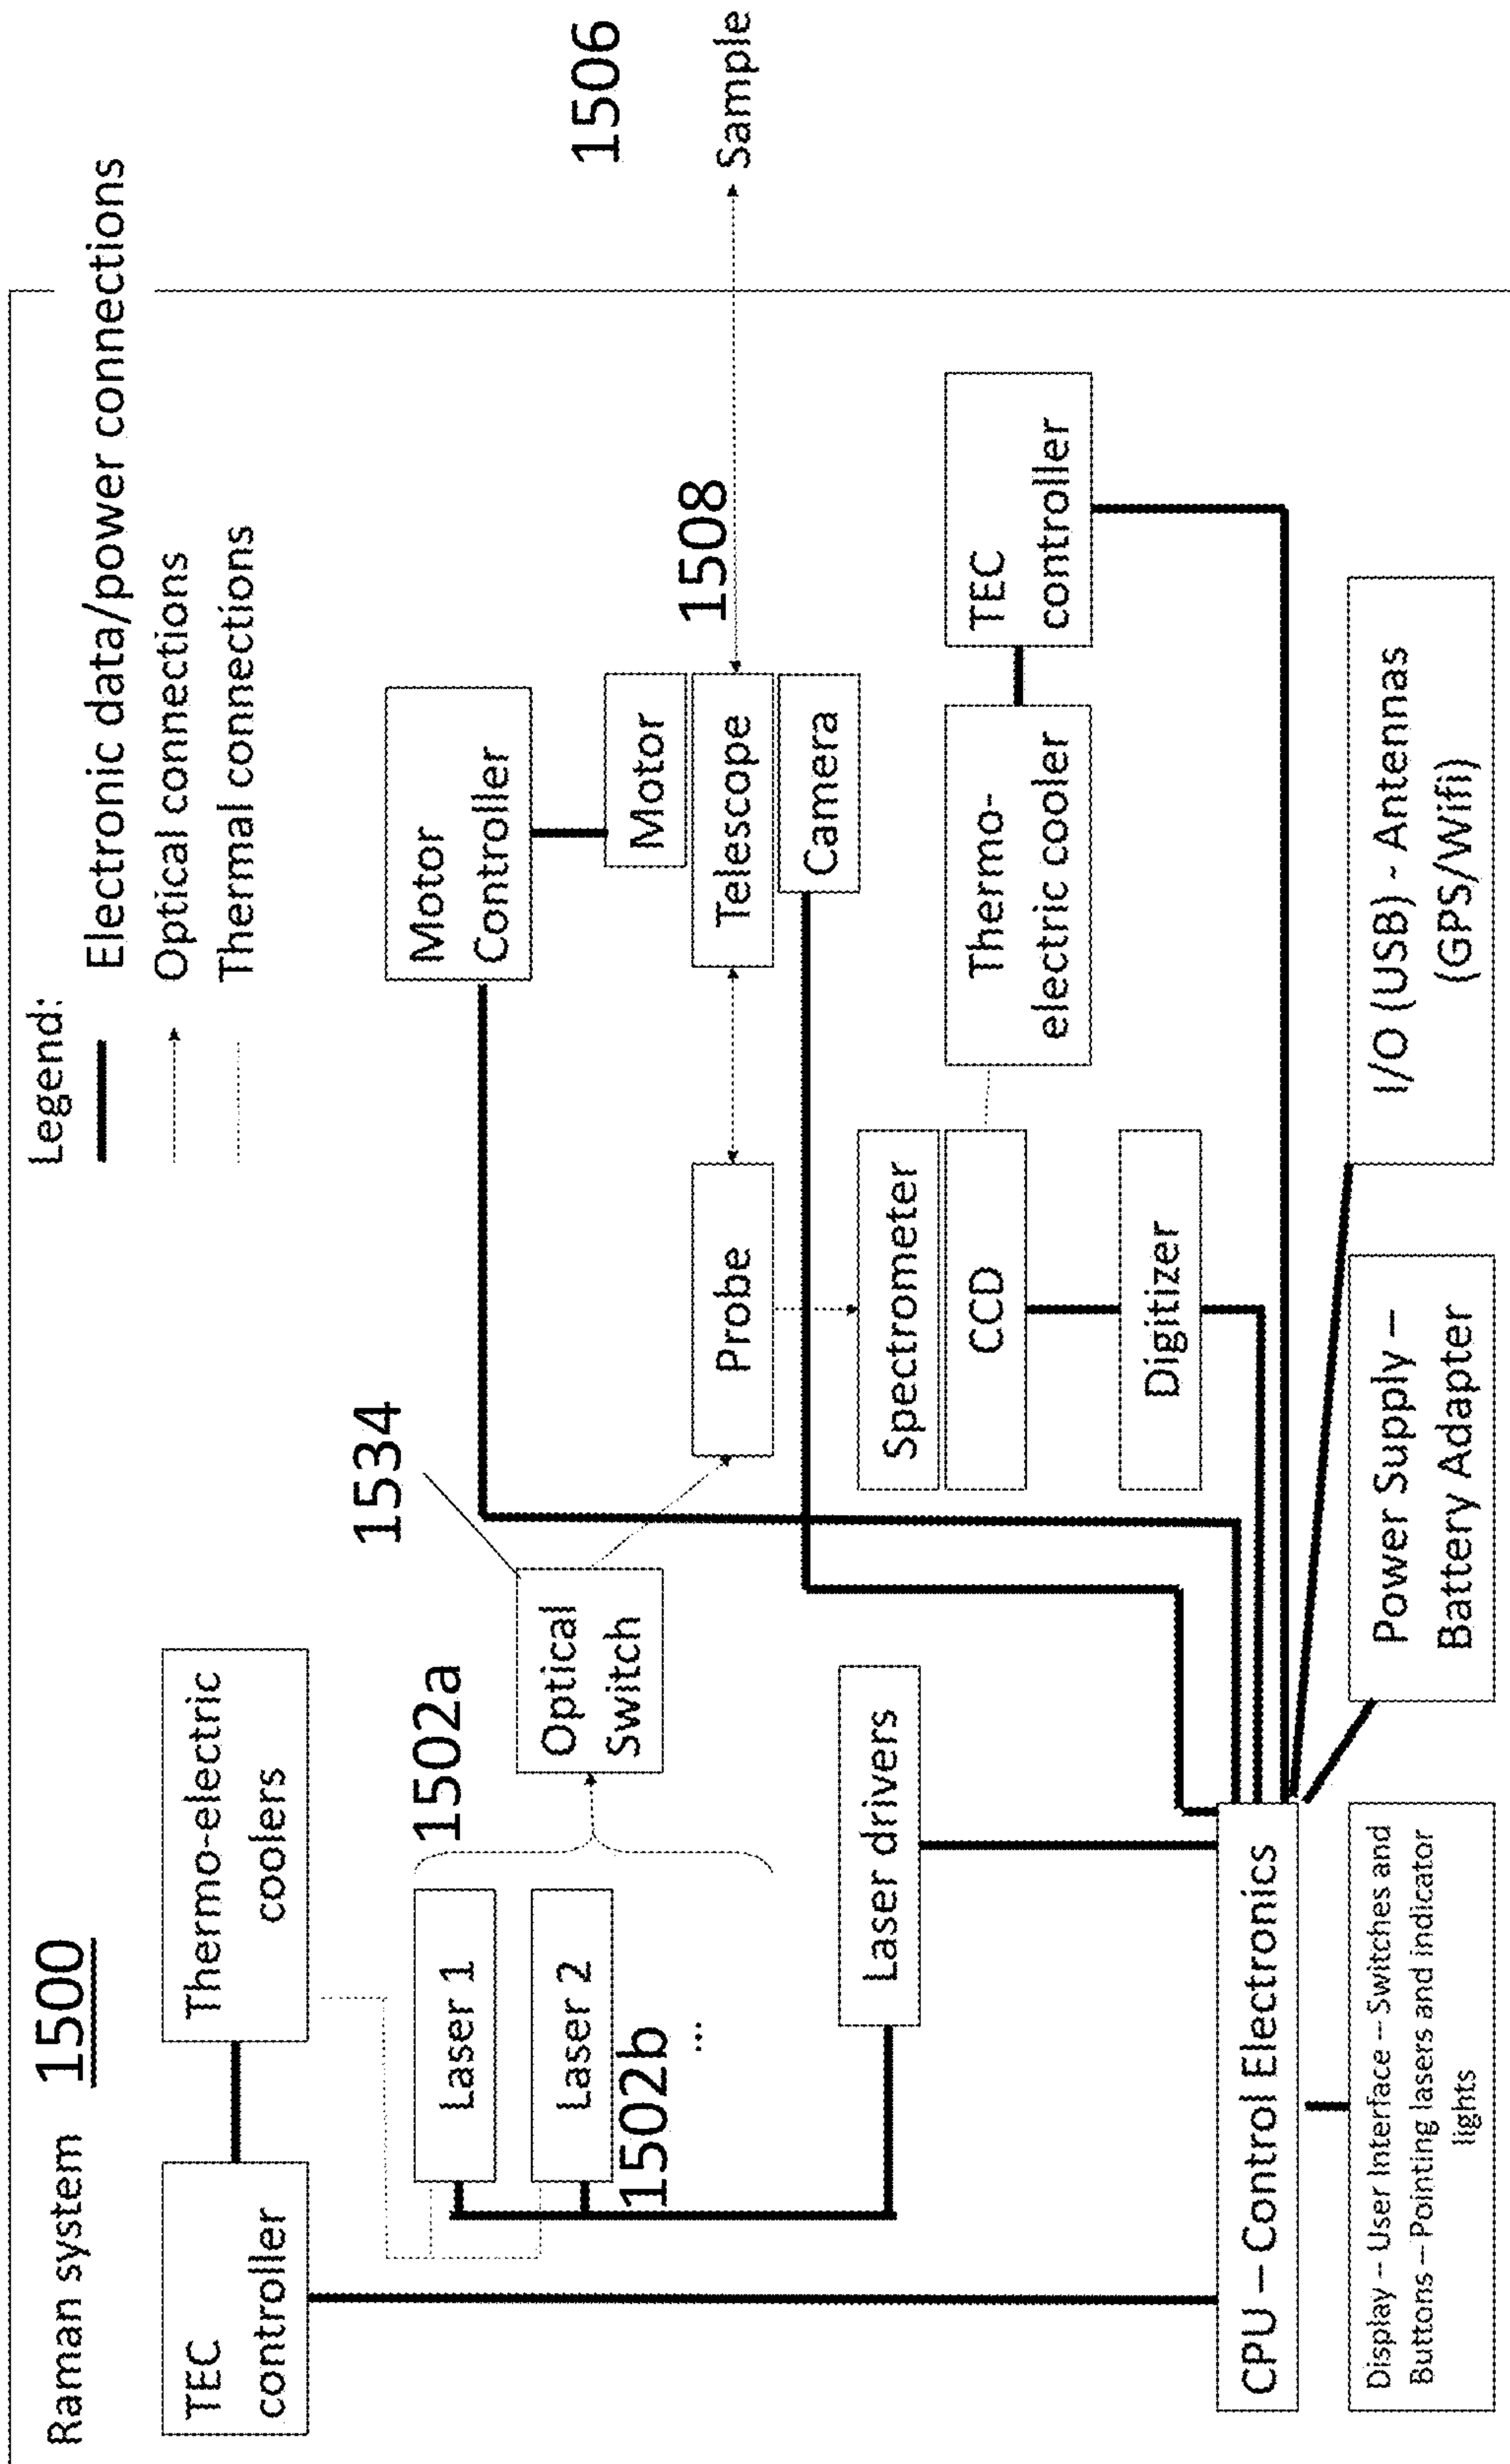 Raman system 1500
Legend:
Electronic data/power connections
Optical connections
Thermal connections
TEC
controller
Thermo-electric
coolers
1502a
1534
Laser 1
Laser 2
1502b
...
Optical
Switch
Motor
Controller
Motor
1508
1506
Probe
Telescope
Sample
Camera
Laser drivers
Spectrometer
CCD
Thermo-
electric cooler
TEC
controller
Digitizer
CPU – Control Electronics
Display – User Interface – Switches and
Buttons – Pointing lasers and indicator
lights
Power Supply –
Battery Adapter
I/O (USB) - Antennas
(GPS/Wifi)